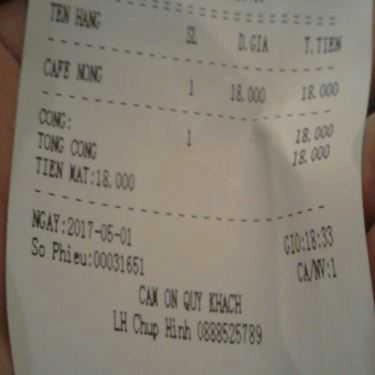 TEN HANG SL D.GIA T.TIEN
CAFE NONG 1 18.000 18.000
CONG: 1 18.000
TONG CONG 18.000
TIEN MAT:18.000
NGAY:2017-05-01 GIO:18:33
So Phieu:00031651 CA/NV:1
CAM ON QUY KHACH
LH Chup Hinh 0888525789